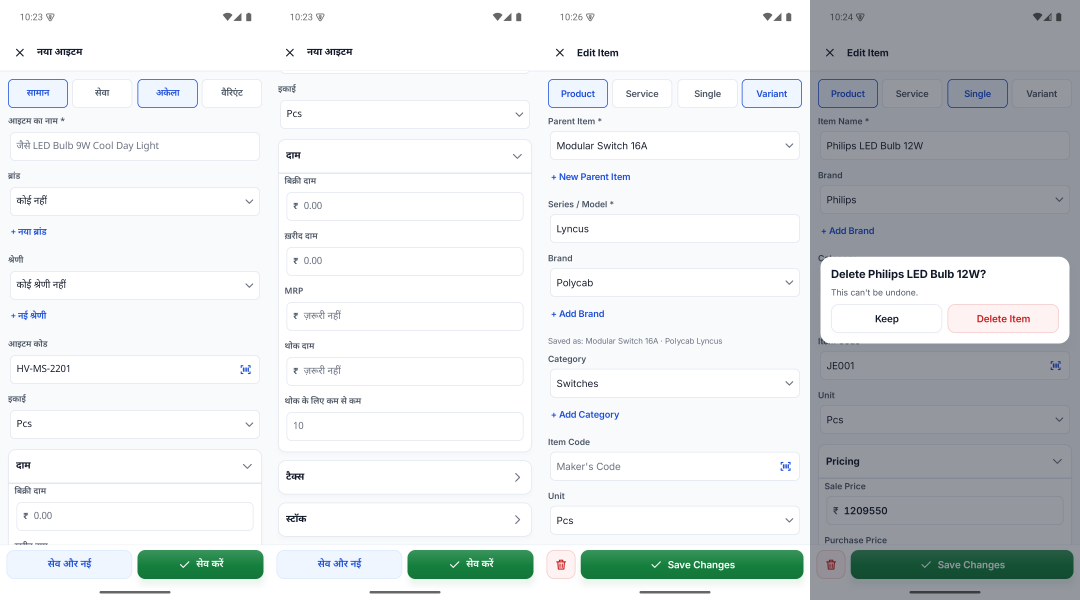 10:23
नया आइटम
सामान
सेवा
अकेला
वैरिएंट
आइटम का नाम *
जैसे LED Bulb 9W Cool Day Light
ब्रांड
कोई नहीं
+ नया ब्रांड
श्रेणी
कोई श्रेणी नहीं
+ नई श्रेणी
आइटम कोड
HV-MS-2201
इकाई
Pcs
दाम
बिक्री दाम
₹ 0.00
सेव और नई
सेव करें
10:23
नया आइटम
इकाई
Pcs
दाम
बिक्री दाम
₹ 0.00
ख़रीद दाम
₹ 0.00
MRP
₹ ज़रूरी नहीं
थोक दाम
₹ ज़रूरी नहीं
थोक के लिए कम से कम
10
टैक्स
स्टॉक
सेव और नई
सेव करें
10:26
Edit Item
Product
Service
Single
Variant
Parent Item *
Modular Switch 16A
+ New Parent Item
Series / Model *
Lyncus
Brand
Polycab
+ Add Brand
Saved as: Modular Switch 16A · Polycab Lyncus
Category
Switches
+ Add Category
Item Code
Maker's Code
Unit
Pcs
Save Changes
10:24
Edit Item
Product
Service
Single
Variant
Item Name *
Philips LED Bulb 12W
Brand
Philips
+ Add Brand
Delete Philips LED Bulb 12W?
This can't be undone.
Keep
Delete Item
JE001
Unit
Pcs
Pricing
Sale Price
₹ 1209550
Purchase Price
Save Changes